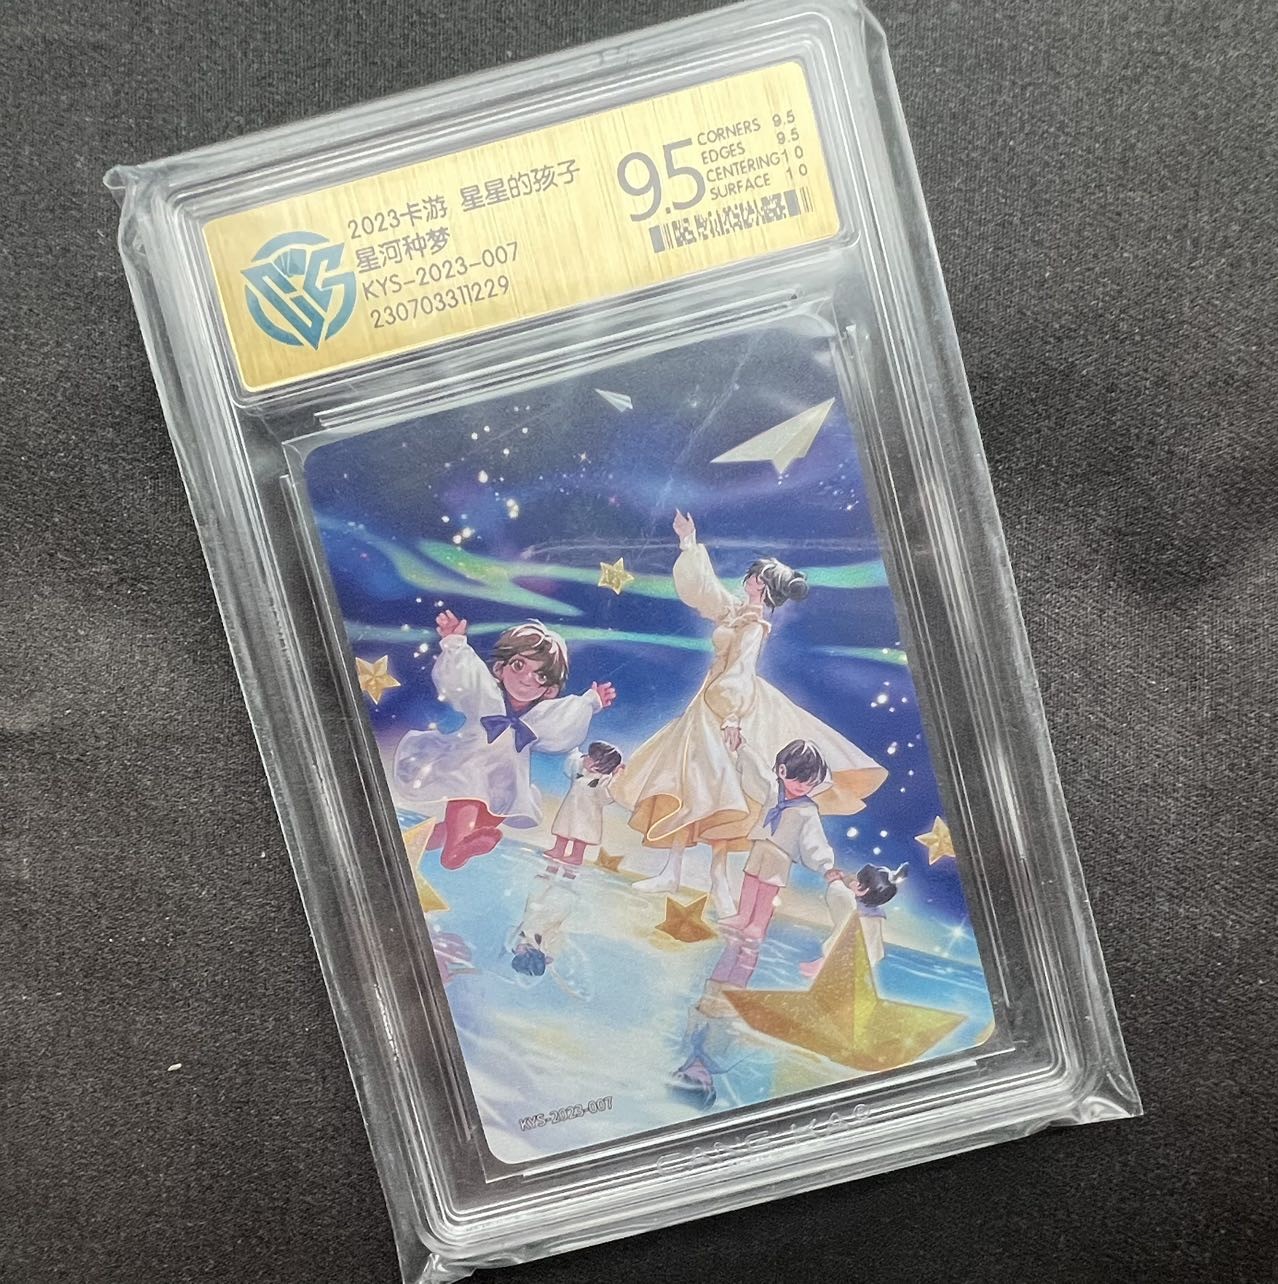 2023卡游 星星的孩子
星河种梦
KYS-2023-007
230703311229
9.5
CORNERS 9.5
EDGES 9.5
CENTERING 10
SURFACE 10
KYS-2023-007